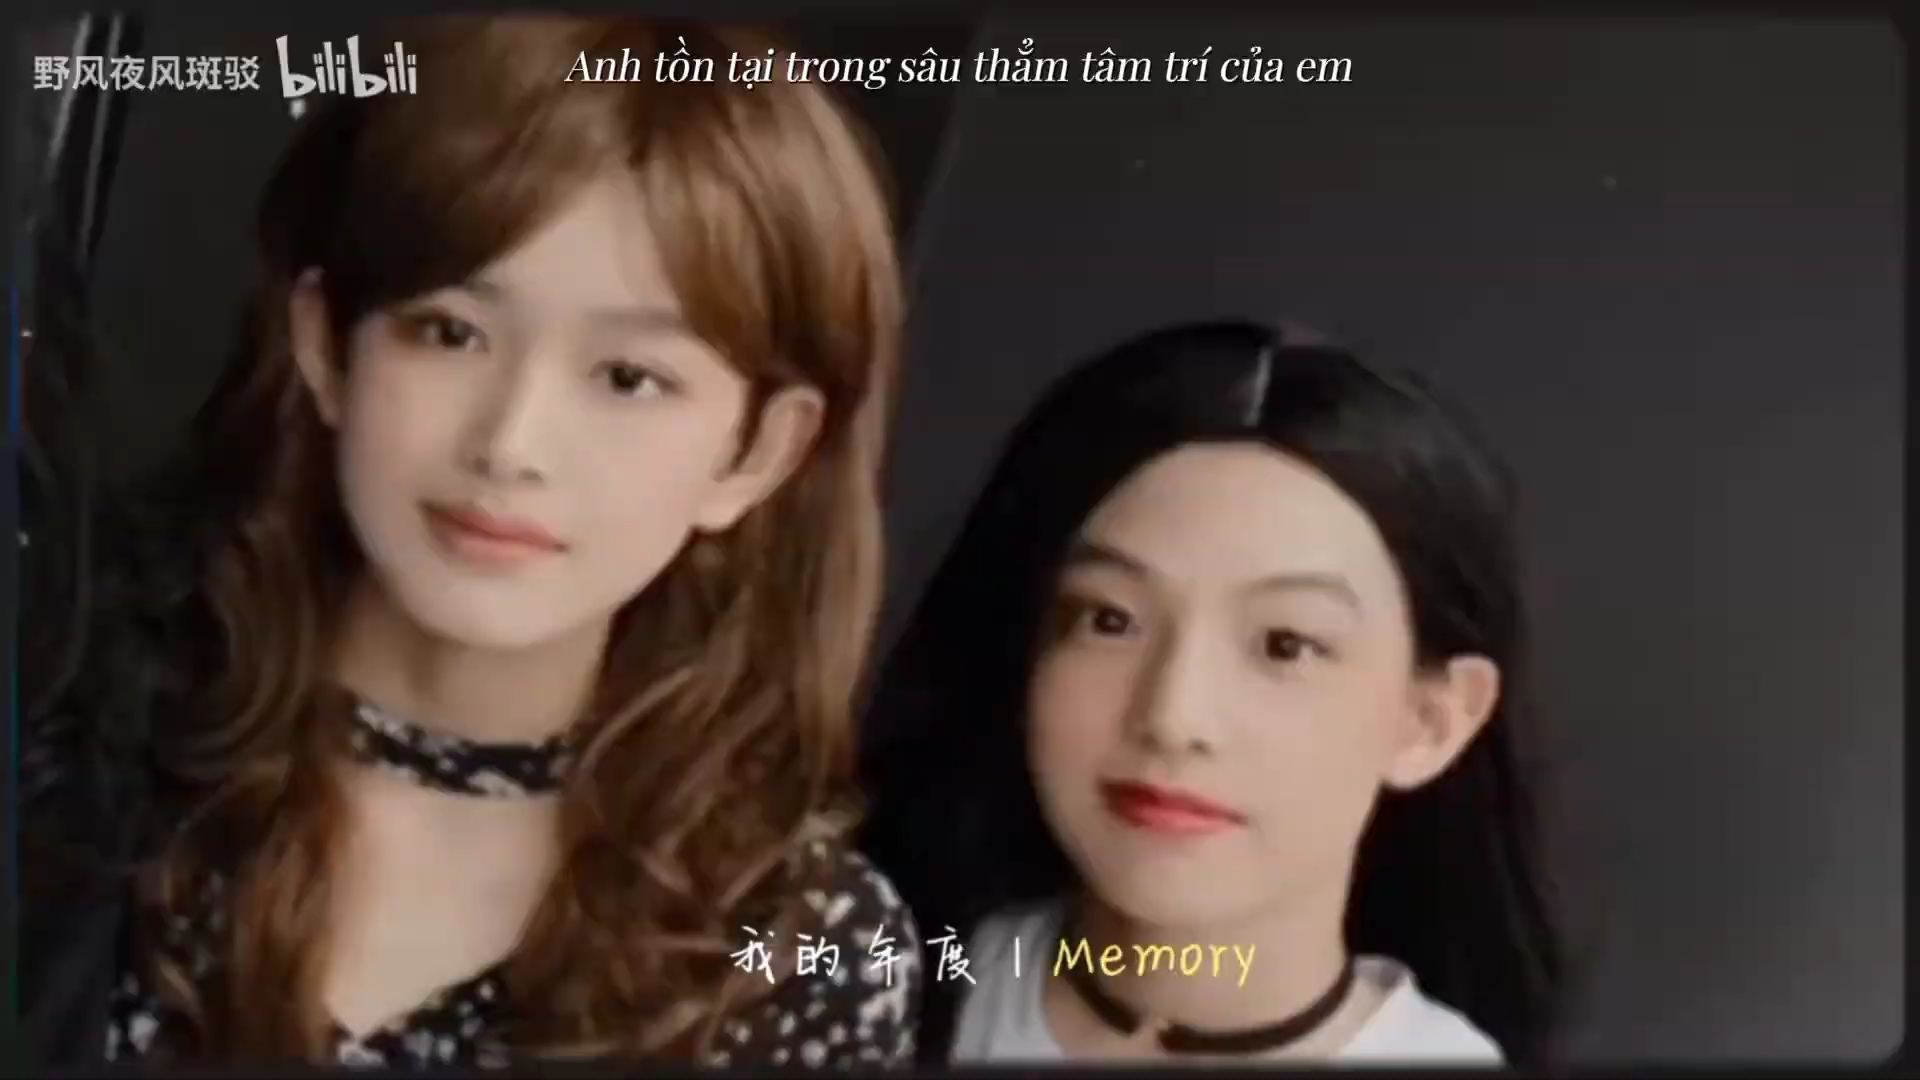 野风夜风斑驳 bilibili
Anh tồn tại trong sâu thẳm tâm trí của em
我的年度 | Memory